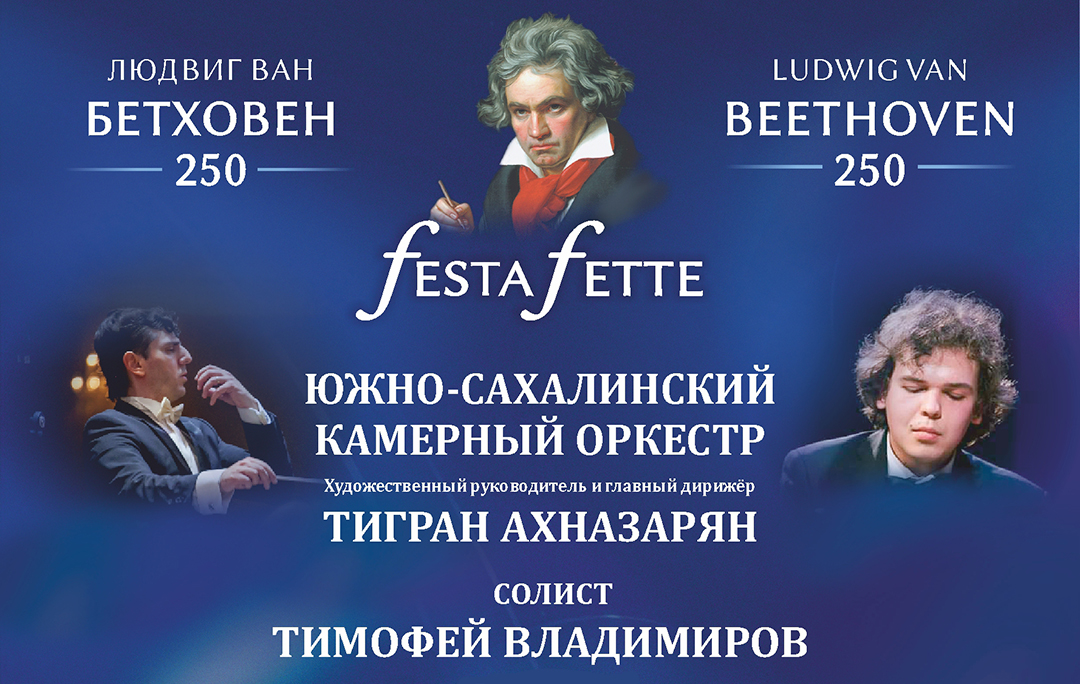 ЛЮДВИГ ВАН
БЕТХОВЕН
250
LUDWIG VAN
BEETHOVEN
250
fESTA fETTE
ЮЖНО-САХАЛИНСКИЙ
КАМЕРНЫЙ ОРКЕСТР
Художественный руководитель и главный дирижёр
ТИГРАН АХНАЗАРЯН
СОЛИСТ
ТИМОФЕЙ ВЛАДИМИРОВ